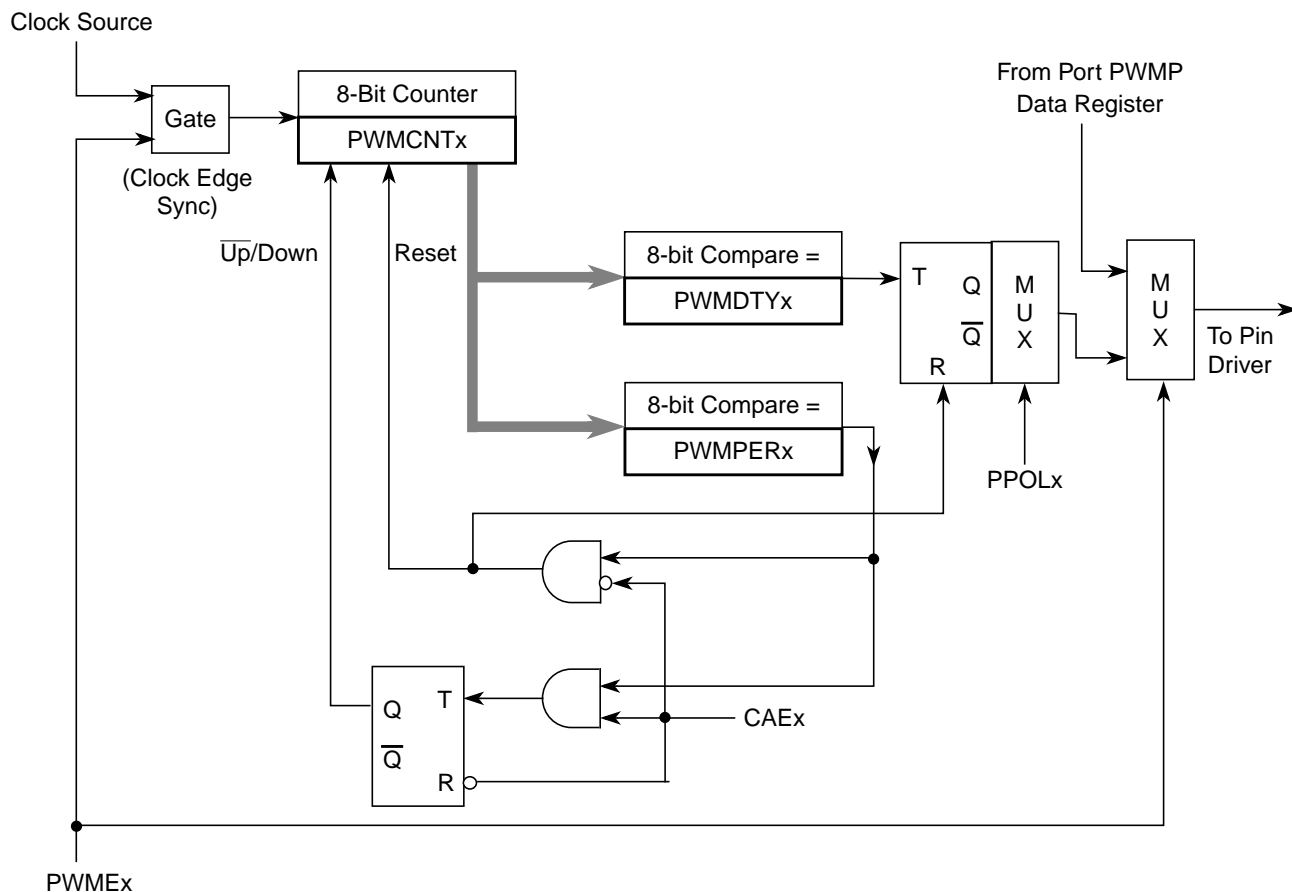 Clock Source
Gate
(Clock Edge
Sync)
8-Bit Counter
PWMCNTx
U̅p̅/Down
Reset
8-bit Compare =
PWMDTYx
8-bit Compare =
PWMPERx
T
Q
Q̅
R
M
U
X
PPOLx
From Port PWMP
Data Register
M
U
X
To Pin
Driver
Q
T
Q̅
R
CAEx
PWMEx